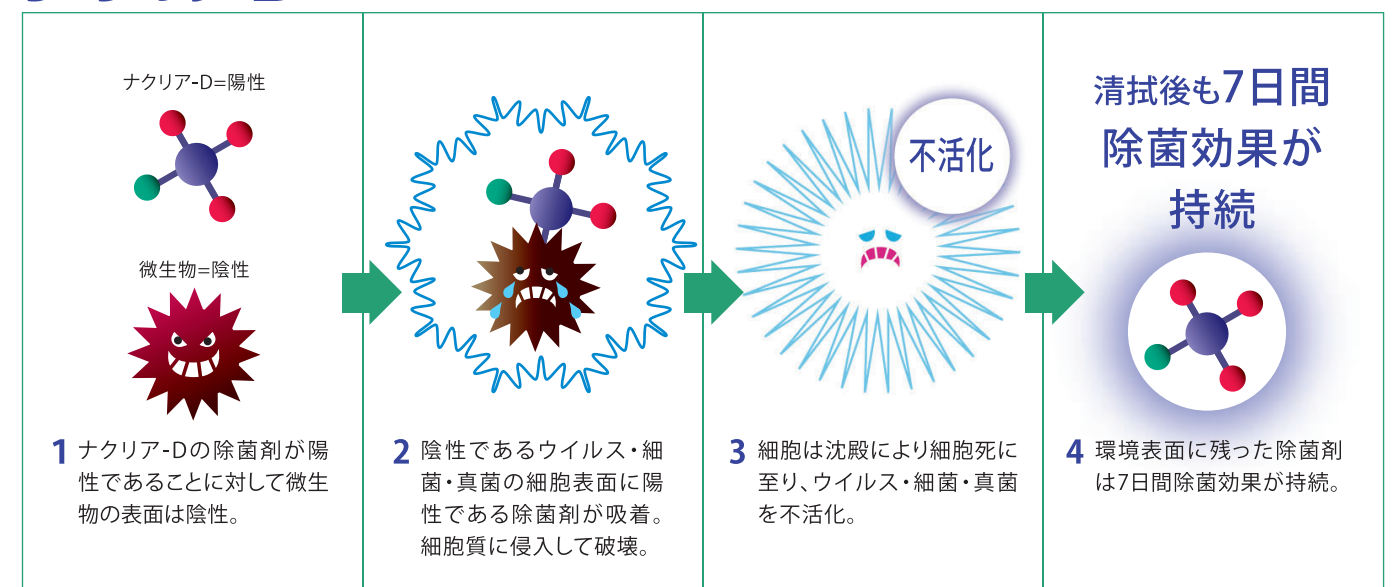 ナクリア-D=陽性
微生物=陰性
1 ナクリア-Dの除菌剤が陽
性であることに対して微生
物の表面は陰性。
2 陰性であるウイルス・細
菌・真菌の細胞表面に陽
性である除菌剤が吸着。
細胞質に侵入して破壊。
不活化
3 細胞は沈殿により細胞死に
至り、ウイルス・細菌・真菌
を不活化。
清拭後も7日間
除菌効果が
持続
4 環境表面に残った除菌剤
は7日間除菌効果が持続。